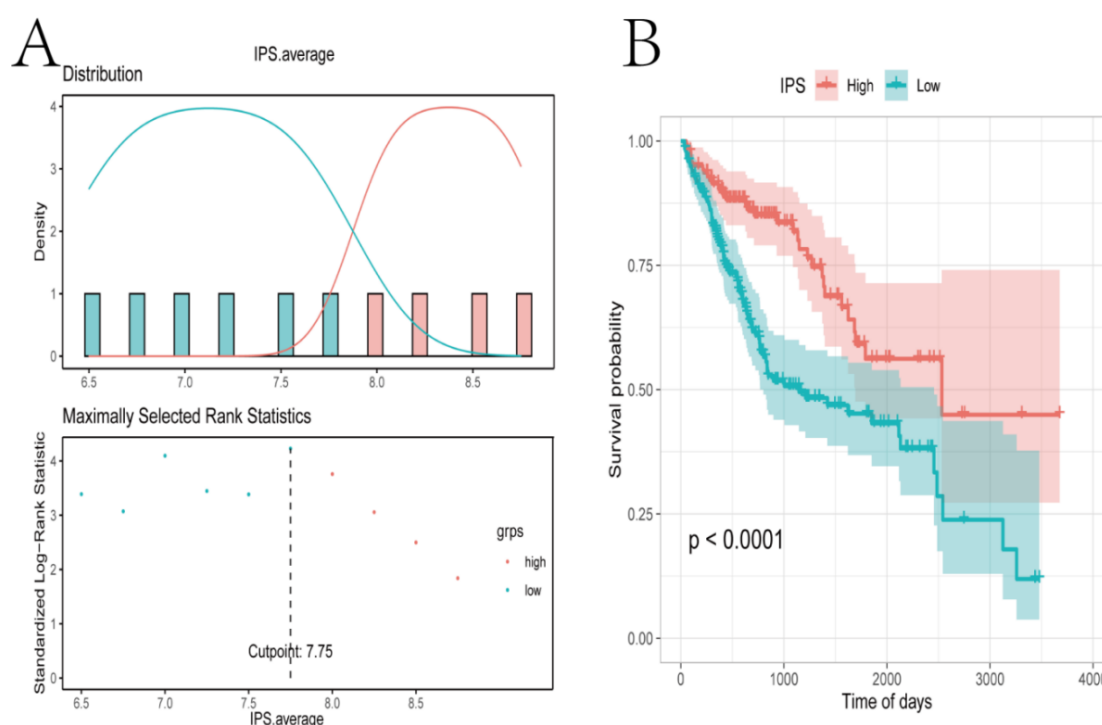 A
IPS.average
Distribution
Density
4
3
2
1
0
6.5 7.0 7.5 8.0 8.5
Maximally Selected Rank Statistics
Standardized Log-Rank Statistic
4
3
2
1
0
grps
high
low
Cutpoint: 7.75
6.5 7.0 7.5 8.0 8.5
IPS.average
B
IPS High Low
Survival probability
1.00
0.75
0.50
0.25
0.00
p < 0.0001
0 1000 2000 3000 4000
Time of days